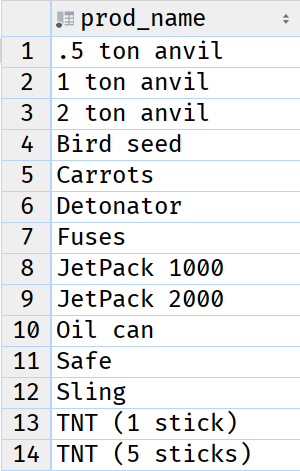 prod_name
1 .5 ton anvil
2 1 ton anvil
3 2 ton anvil
4 Bird seed
5 Carrots
6 Detonator
7 Fuses
8 JetPack 1000
9 JetPack 2000
10 Oil can
11 Safe
12 Sling
13 TNT (1 stick)
14 TNT (5 sticks)